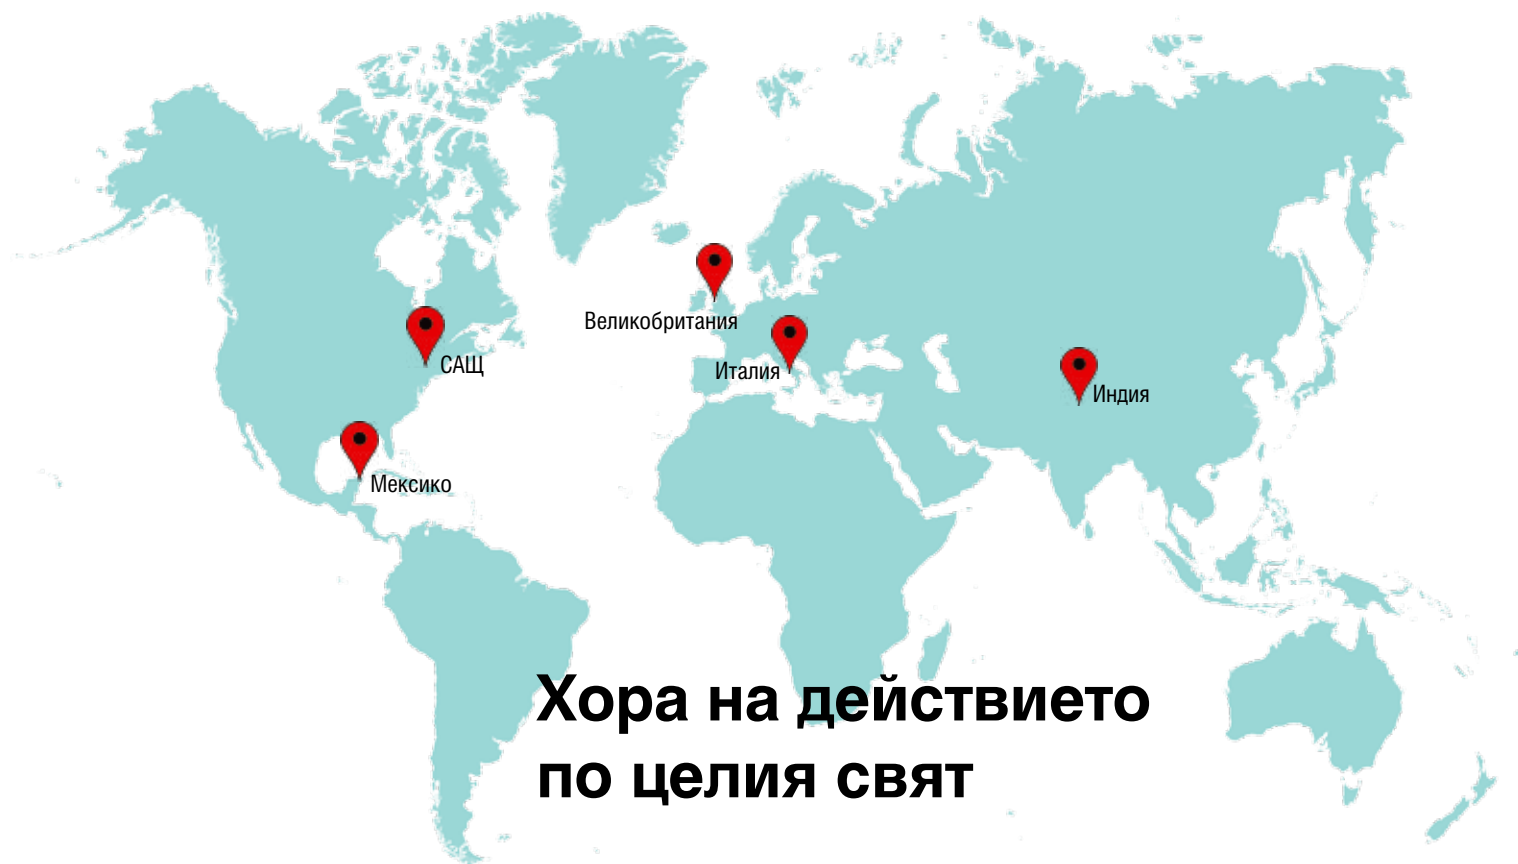 Великобритания
САЩ
Италия
Индия
Мексико
Хора на действието
по целия свят